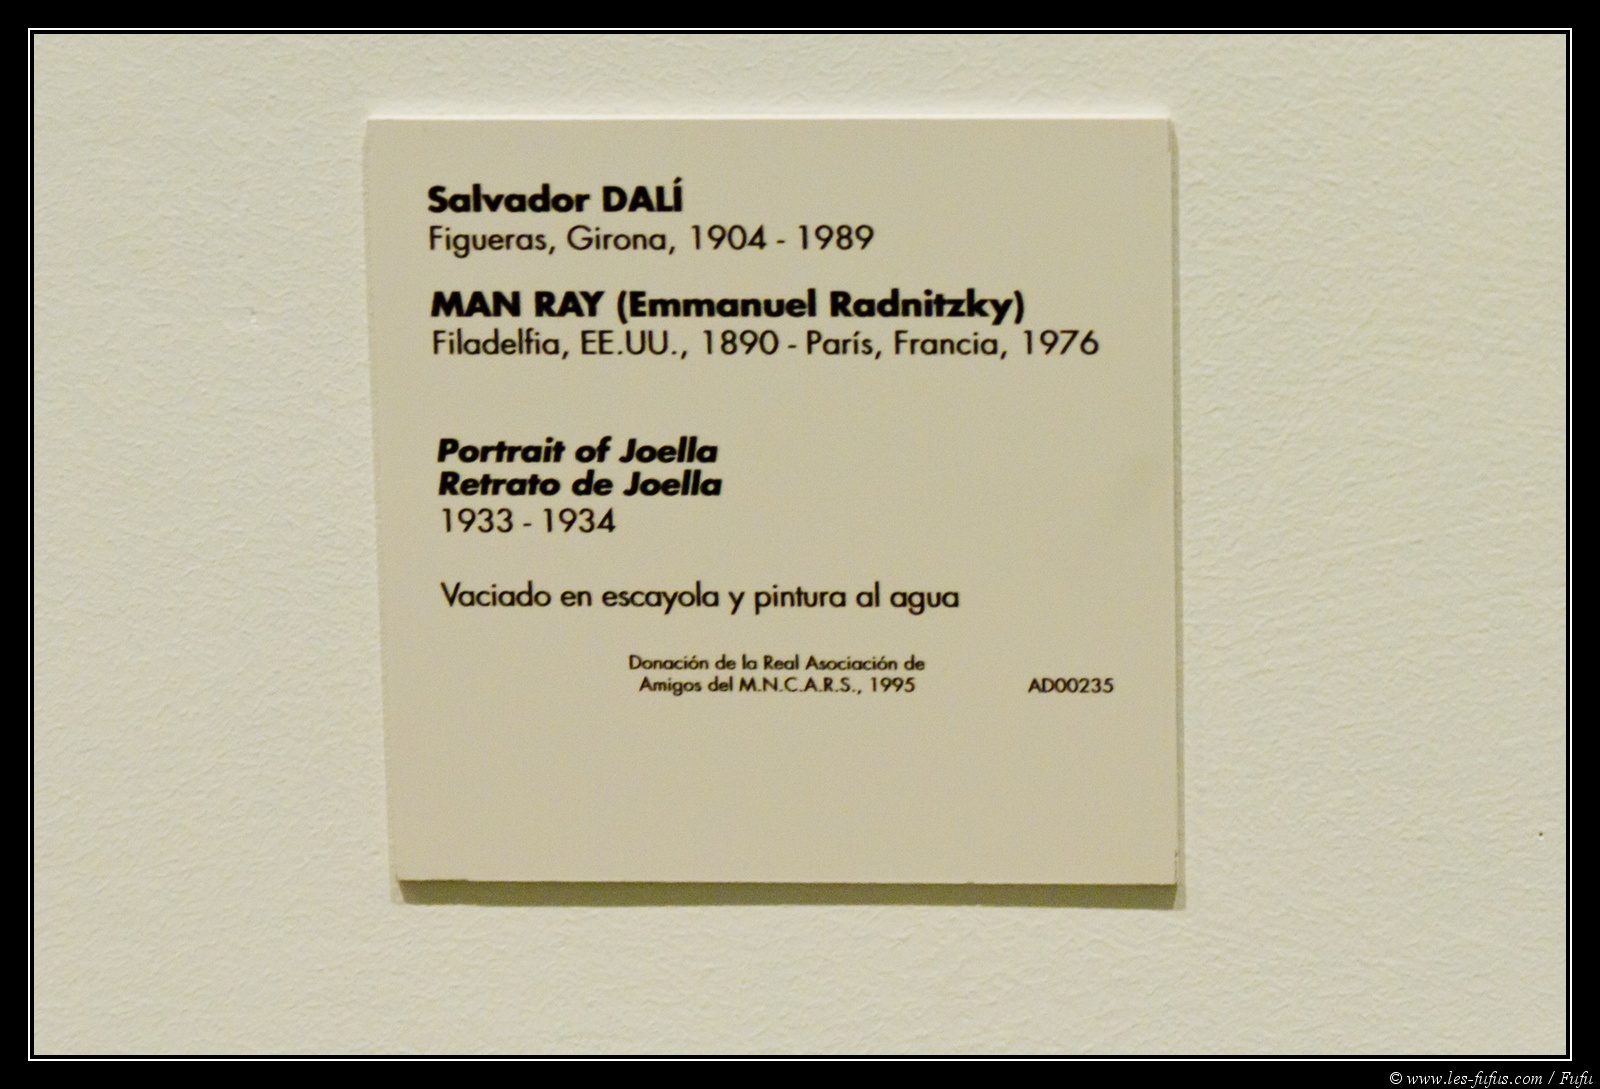 Salvador DALÍ
Figueras, Girona, 1904 - 1989
MAN RAY (Emmanuel Radnitzky)
Filadelfia, EE.UU., 1890 - París, Francia, 1976
Portrait of Joella
Retrato de Joella
1933 - 1934
Vaciado en escayola y pintura al agua
Donación de la Real Asociación de
Amigos del M.N.C.A.R.S., 1995
AD00235
© www.les-fufus.com / Fufu